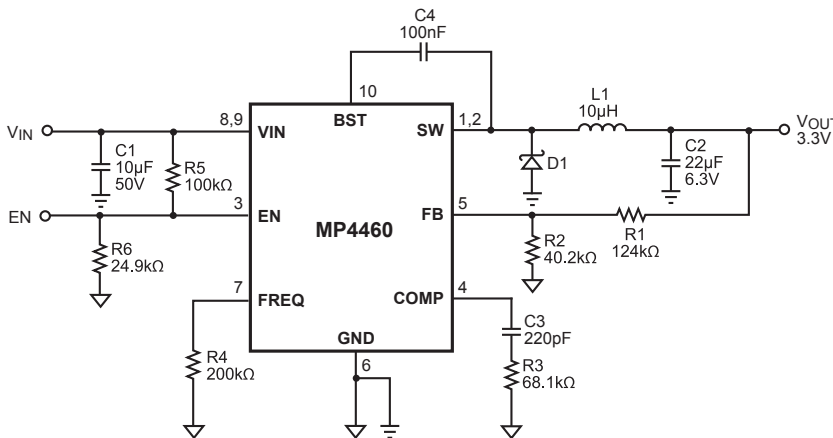 C4
100nF
10
BST
8,9
VIN
1,2
SW
L1
10µH
VIN
VOUT
3.3V
C1
10µF
50V
R5
100kΩ
D1
C2
22µF
6.3V
EN
3
EN
MP4460
5
FB
R6
24.9kΩ
R2
40.2kΩ
R1
124kΩ
7
FREQ
4
COMP
C3
220pF
GND
6
R4
200kΩ
R3
68.1kΩ